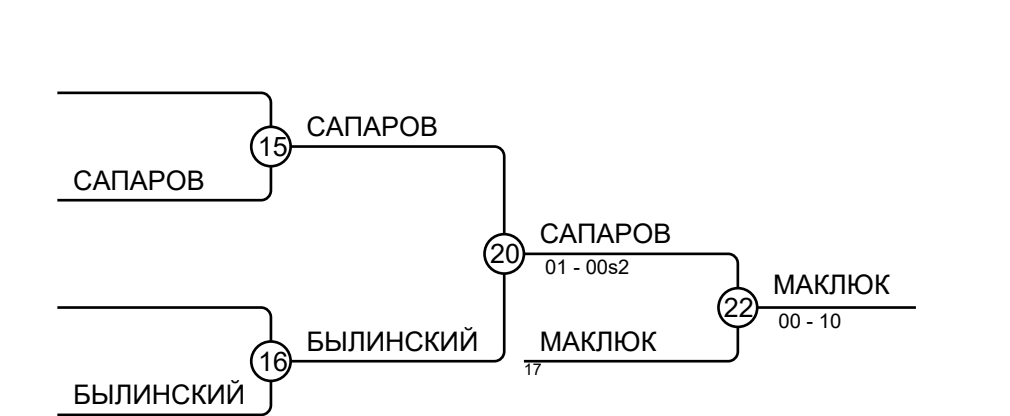 САПАРОВ
15
САПАРОВ
САПАРОВ
20
01 - 00s2
МАКЛЮК
22
00 - 10
БЫЛИНСКИЙ
МАКЛЮК
16
17
БЫЛИНСКИЙ